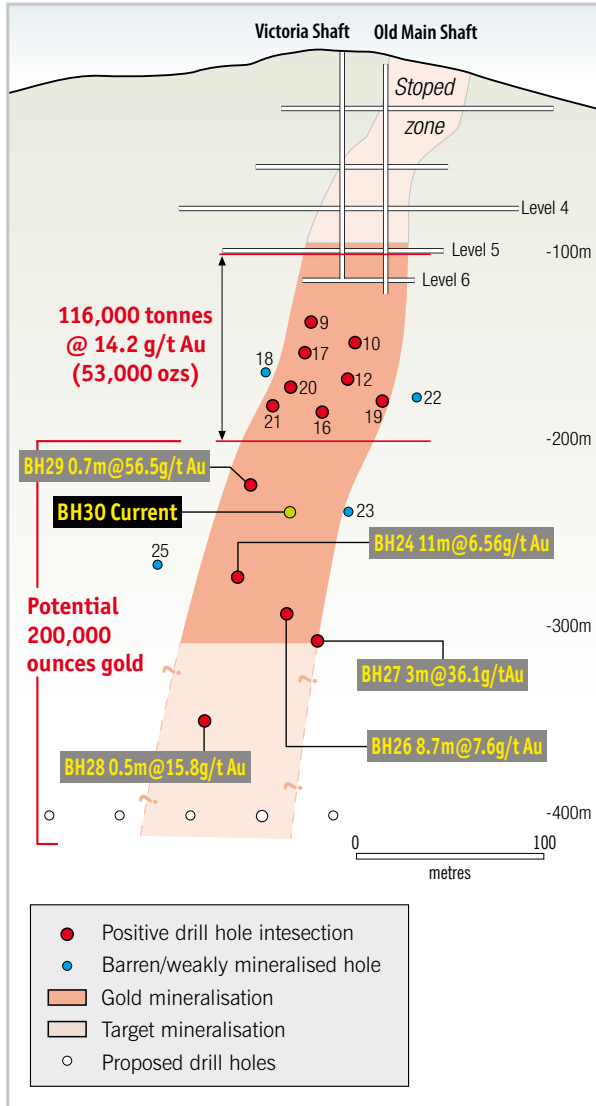 Victoria Shaft
Old Main Shaft
Stoped
zone
Level 4
Level 5
-100m
Level 6
116,000 tonnes
@ 14.2 g/t Au
(53,000 ozs)
9
10
17
18
12
20
22
19
21
16
-200m
BH29 0.7m@56.5g/t Au
BH30 Current
23
BH24 11m@6.56g/t Au
25
Potential
200,000
ounces gold
-300m
?
?
BH27 3m@36.1g/tAu
BH26 8.7m@7.6g/t Au
BH28 0.5m@15.8g/t Au
?
?
-400m
0
100
metres
Positive drill hole intesection
Barren/weakly mineralised hole
Gold mineralisation
Target mineralisation
Proposed drill holes